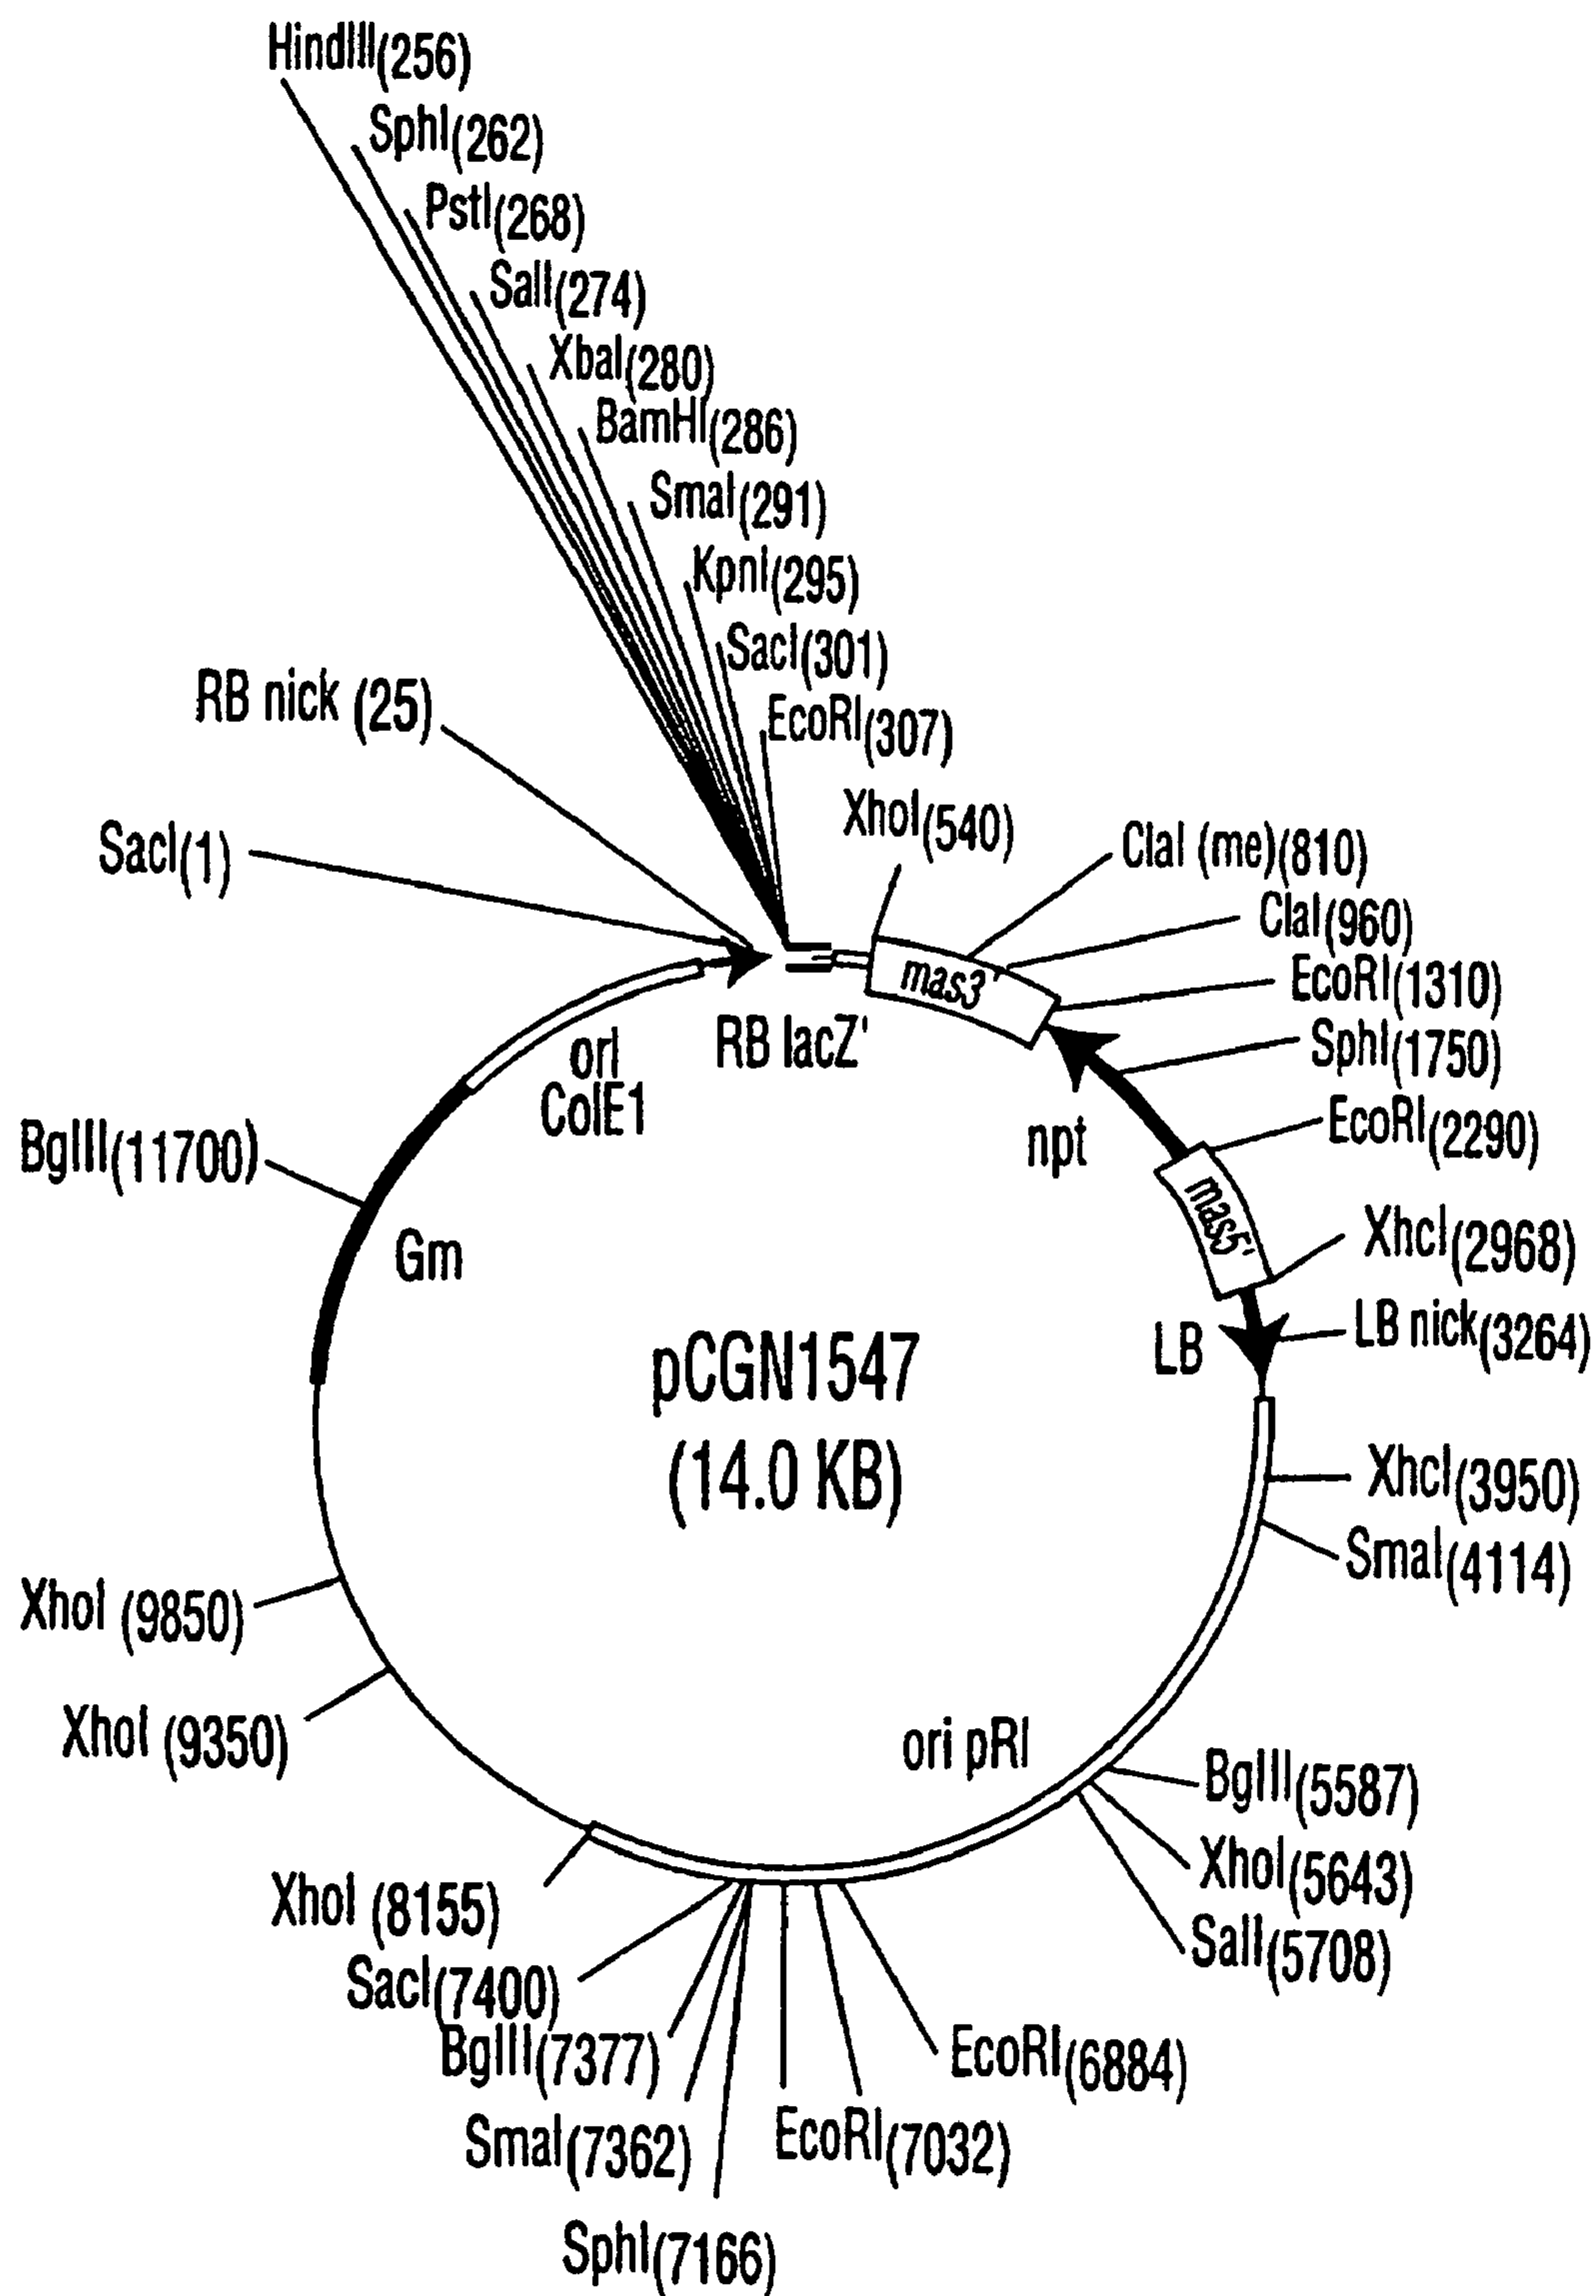 HindIII(256)
SphI(262)
PstI(268)
SalI(274)
XbaI(280)
BamHI(286)
SmaI(291)
KpnI(295)
SacI(301)
EcoRI(307)
RB nick (25)
SacI(1)
XhoI(540)
ClaI (me)(810)
ClaI(960)
EcoRI(1310)
SphI(1750)
EcoRI(2290)
XhcI(2968)
LB nick(3264)
XhcI(3950)
SmaI(4114)
BglII(5587)
XhoI(5643)
SalI(5708)
EcoRI(6884)
EcoRI(7032)
SphI(7166)
SmaI(7362)
BglII(7377)
SacI(7400)
XhoI (8155)
XhoI (9350)
XhoI (9850)
BglII(11700)
mas3'
RB lacZ'
orI
ColE1
npt
mas5'
Gm
LB
pCGN1547
(14.0 KB)
ori pRI